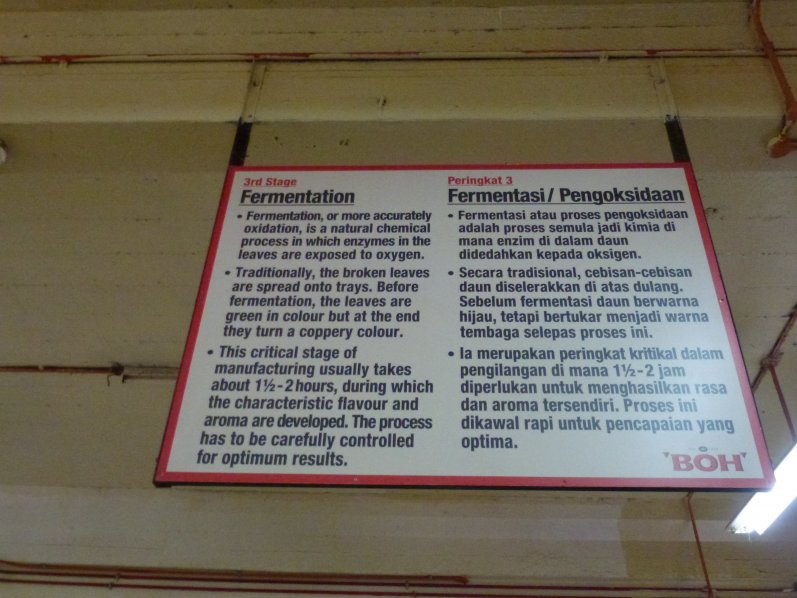 3rd Stage
Fermentation
• Fermentation, or more accurately
oxidation, is a natural chemical
process in which enzymes in the
leaves are exposed to oxygen.
• Traditionally, the broken leaves
are spread onto trays. Before
fermentation, the leaves are
green in colour but at the end
they turn a coppery colour.
• This critical stage of
manufacturing usually takes
about 1½-2 hours, during which
the characteristic flavour and
aroma are developed. The process
has to be carefully controlled
for optimum results.
Peringkat 3
Fermentasi / Pengoksidaan
• Fermentasi atau proses pengoksidaan
adalah proses semula jadi kimia di
mana enzim di dalam daun
didedahkan kepada oksigen.
• Secara tradisional, cebisan-cebisan
daun diselerakkan di atas dulang.
Sebelum fermentasi daun berwarna
hijau, tetapi bertukar menjadi warna
tembaga selepas proses ini.
• Ia merupakan peringkat kritikal dalam
pengilangan di mana 1½-2 jam
diperlukan untuk menghasilkan rasa
dan aroma tersendiri. Proses ini
dikawal rapi untuk pencapaian yang
optima.
'BOH'